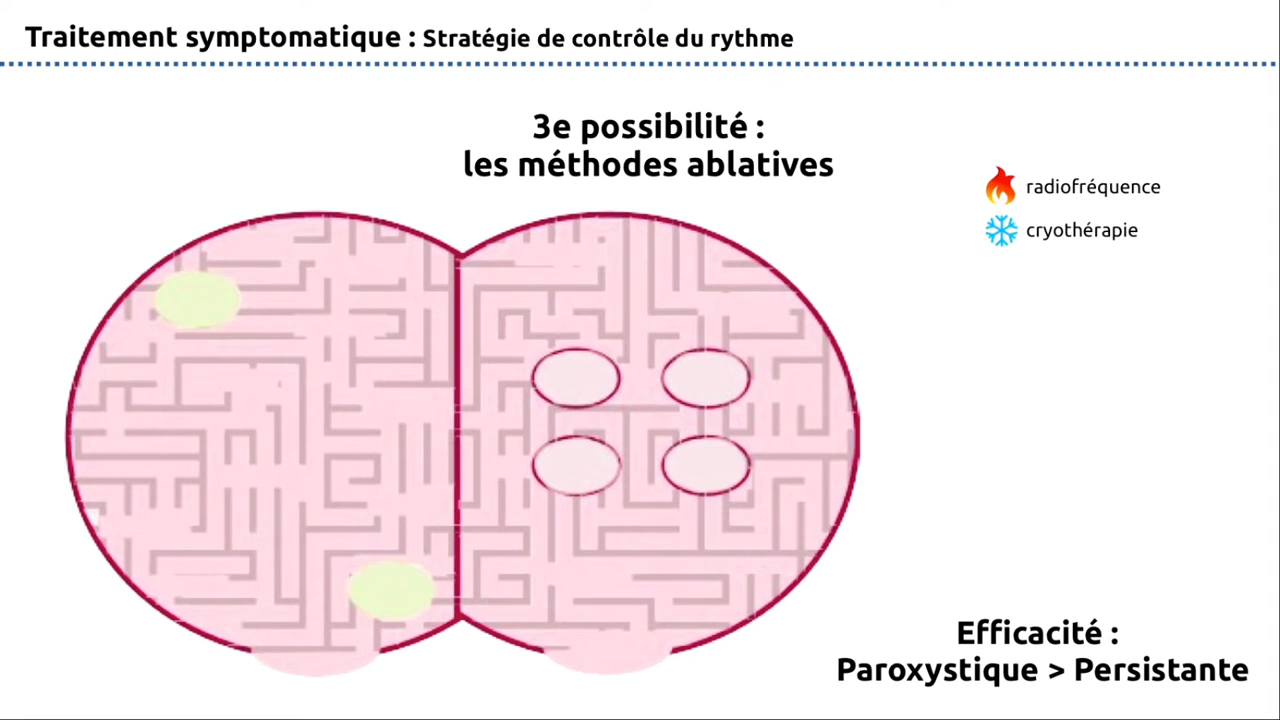 Traitement symptomatique : Stratégie de contrôle du rythme
3e possibilité :
les méthodes ablatives
radiofréquence
cryothérapie
Efficacité :
Paroxystique > Persistante